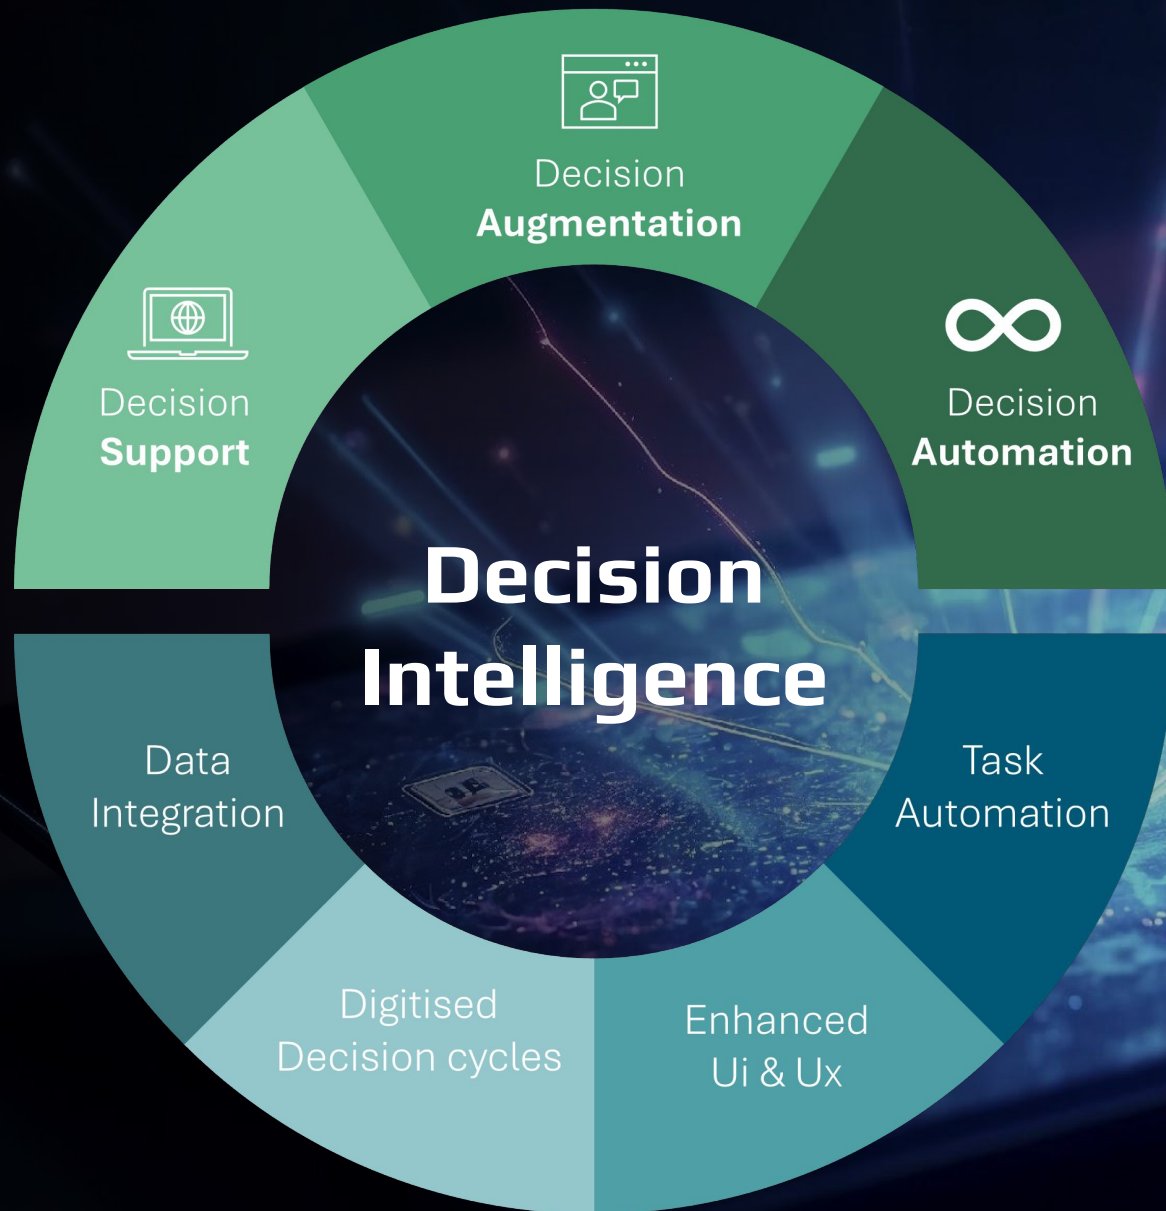 Decision
Augmentation
Decision
Support
Decision
Automation
Decision
Intelligence
Data
Integration
Task
Automation
Digitised
Decision cycles
Enhanced
Ui & Ux